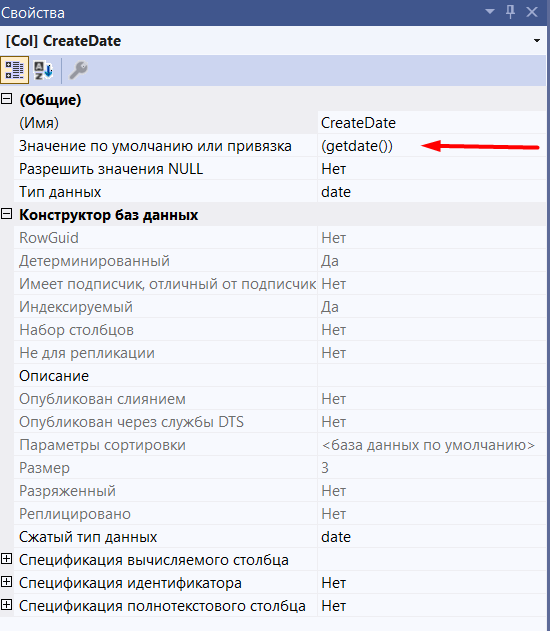 Свойства
[Col] CreateDate
(Общие)
(Имя) CreateDate
Значение по умолчанию или привязка (getdate())
Разрешить значения NULL Нет
Тип данных date
Конструктор баз данных
RowGuid Нет
Детерминированный Да
Имеет подписчик, отличный от подписчик Нет
Индексируемый Да
Набор столбцов Нет
Не для репликации Нет
Описание
Опубликован слиянием Нет
Опубликован через службы DTS Нет
Параметры сортировки <база данных по умолчанию>
Размер 3
Разряженный Нет
Реплицировано Нет
Сжатый тип данных date
Спецификация вычисляемого столбца
Спецификация идентификатора Нет
Спецификация полнотекстового столбца Нет